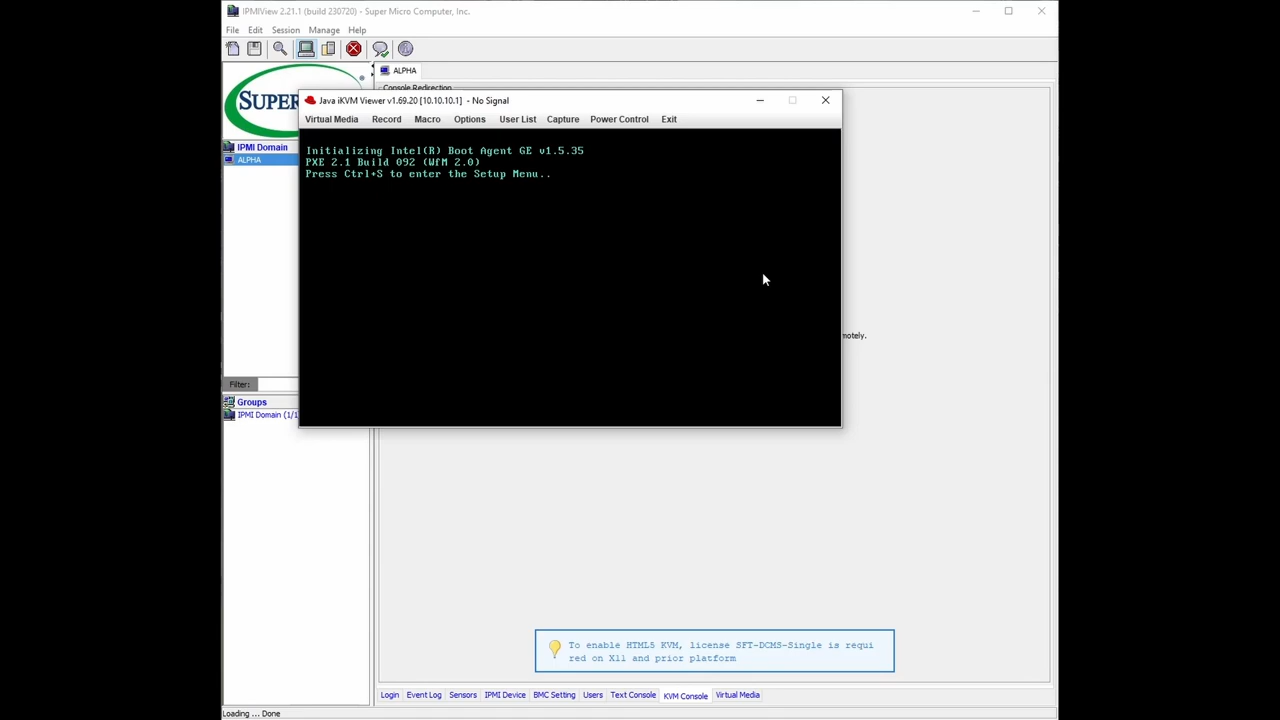 IPMIView 2.21.1 (build 230720) - Super Micro Computer, Inc.
File Edit Session Manage Help
ALPHA
Console Redirection
SUPER
Java iKVM Viewer v1.69.20 [10.10.10.1] - No Signal
Virtual Media Record Macro Options User List Capture Power Control Exit
IPMI Domain
ALPHA
Initializing Intel(R) Boot Agent GE v1.5.35
PXE 2.1 Build 092 (WfM 2.0)
Press Ctrl+S to enter the Setup Menu..
motely.
Filter:
Groups
IPMI Domain (1/1
To enable HTML5 KVM, license SFT-DCMS-Single is requi
red on X11 and prior platform
Login Event Log Sensors IPMI Device BMC Setting Users Text Console KVM Console Virtual Media
Loading ... Done